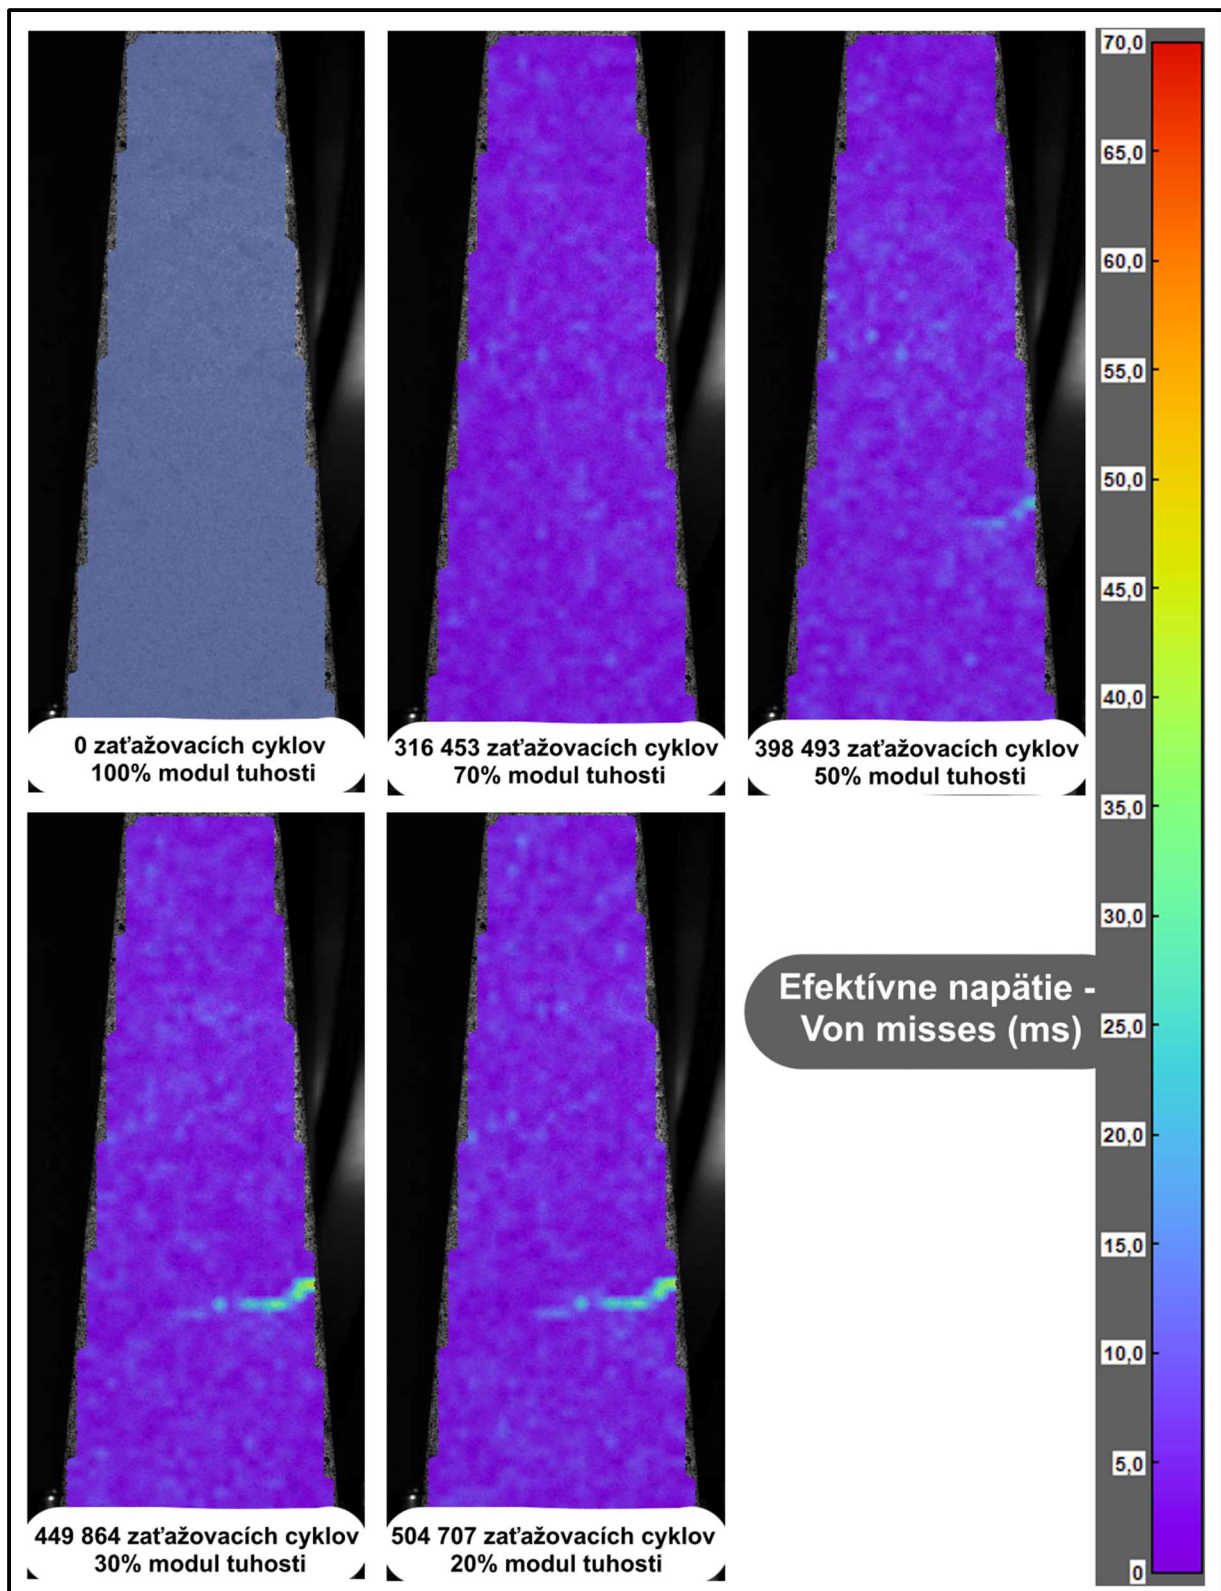 0 zaťažovacích cyklov
100% modul tuhosti
316 453 zaťažovacích cyklov
70% modul tuhosti
398 493 zaťažovacích cyklov
50% modul tuhosti
449 864 zaťažovacích cyklov
30% modul tuhosti
504 707 zaťažovacích cyklov
20% modul tuhosti
Efektívne napätie -
Von misses (ms)
70,0
65,0
60,0
55,0
50,0
45,0
40,0
35,0
30,0
25,0
20,0
15,0
10,0
5,0
0